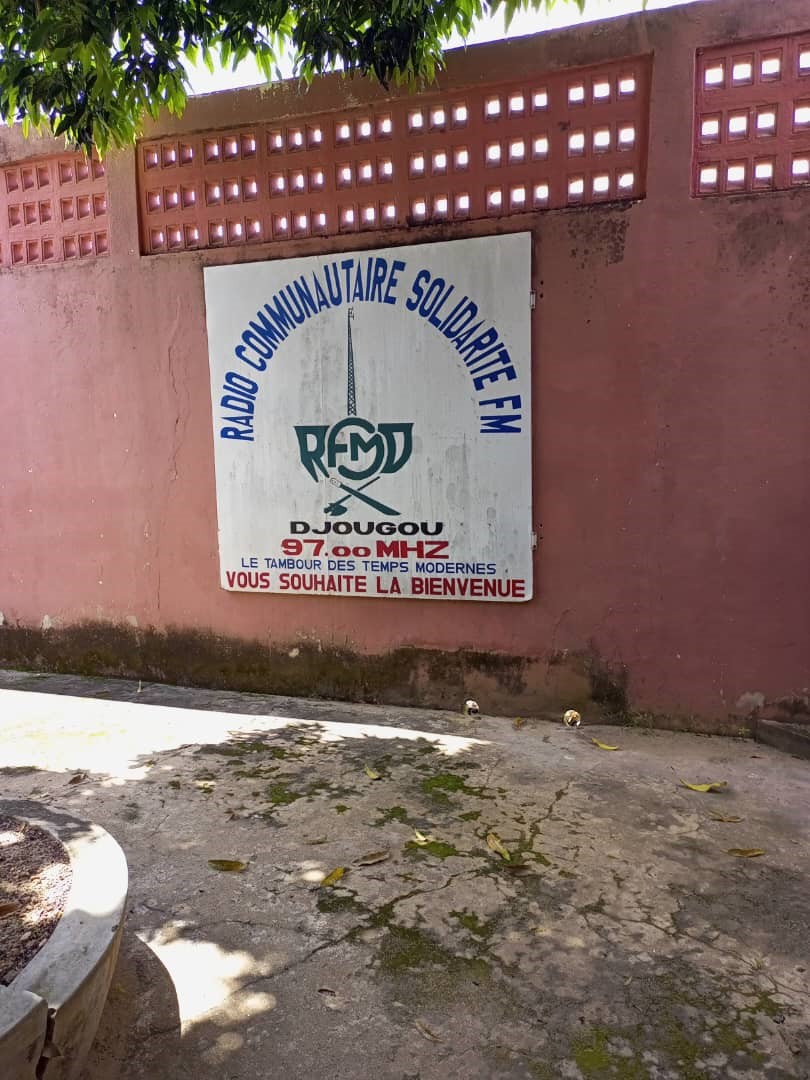 RADIO COMMUNAUTAIRE SOLIDARITE FM
RFMD
DJOUGOU
97.00 MHZ
LE TAMBOUR DES TEMPS MODERNES
VOUS SOUHAITE LA BIENVENUE